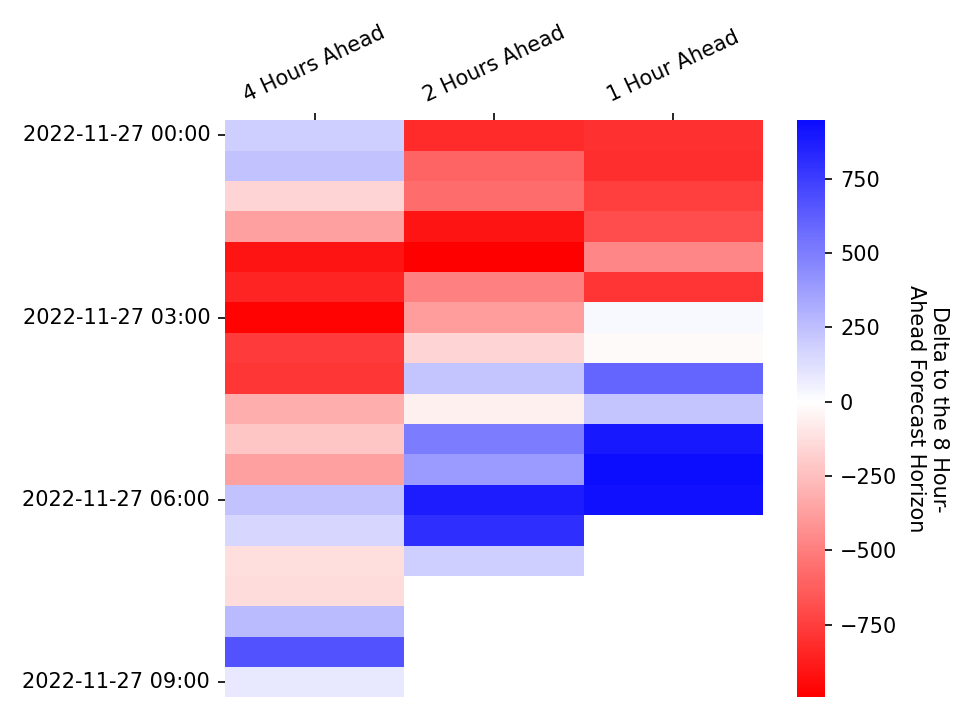 4 Hours Ahead
2 Hours Ahead
1 Hour Ahead
2022-11-27 00:00
2022-11-27 03:00
2022-11-27 06:00
2022-11-27 09:00
750
500
250
0
−250
−500
−750
Delta to the 8 Hour-
Ahead Forecast Horizon